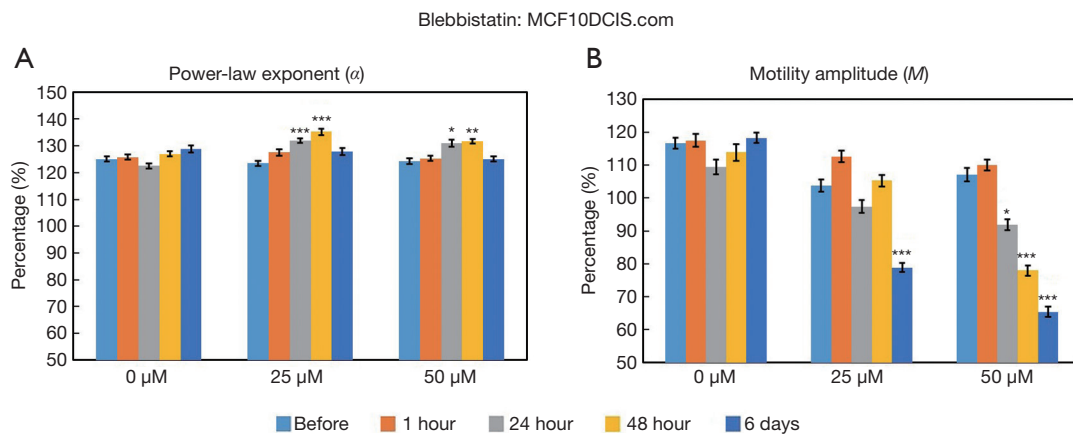 Blebbistatin: MCF10DCIS.com
A
Power-law exponent (α)
Percentage (%)
150
140
130
120
110
100
90
80
70
60
50
***
***
*
**
0 µM
25 µM
50 µM
B
Motility amplitude (M)
Percentage (%)
130
120
110
100
90
80
70
60
50
***
*
***
***
0 µM
25 µM
50 µM
Before
1 hour
24 hour
48 hour
6 days